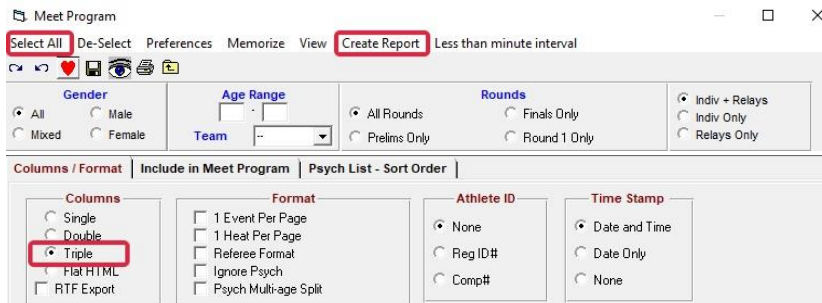 Meet Program
Select All De-Select Preferences Memorize View Create Report Less than minute interval
Gender Age Range Rounds
All Male - All Rounds Finals Only Indiv + Relays
Mixed Female Team -- Prelims Only Round 1 Only Indiv Only
Relays Only
Columns / Format Include in Meet Program Psych List - Sort Order
Columns Format Athlete ID Time Stamp
Single 1 Event Per Page None Date and Time
Double 1 Heat Per Page Reg ID# Date Only
Triple Referee Format Comp# None
Flat HTML Ignore Psych
RTF Export Psych Multi-age Split